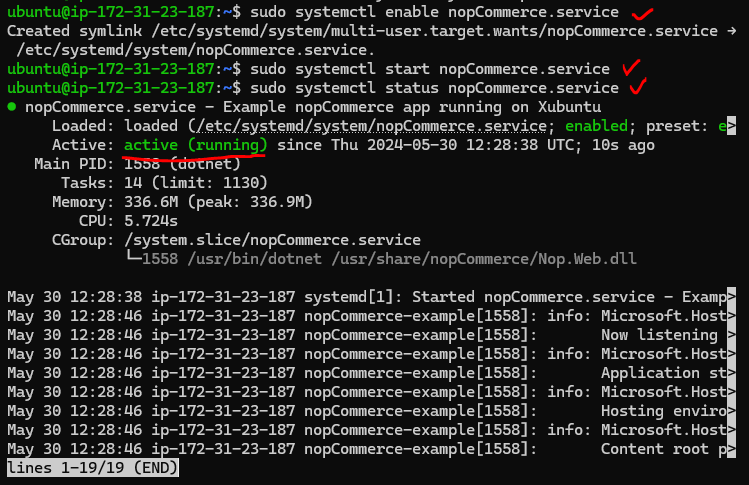 ubuntu@ip-172-31-23-187:~$ sudo systemctl enable nopCommerce.service
Created symlink /etc/systemd/system/multi-user.target.wants/nopCommerce.service →
/etc/systemd/system/nopCommerce.service.
ubuntu@ip-172-31-23-187:~$ sudo systemctl start nopCommerce.service
ubuntu@ip-172-31-23-187:~$ sudo systemctl status nopCommerce.service
● nopCommerce.service - Example nopCommerce app running on Xubuntu
Loaded: loaded (/etc/systemd/system/nopCommerce.service; enabled; preset: e>
Active: active (running) since Thu 2024-05-30 12:28:38 UTC; 10s ago
Main PID: 1558 (dotnet)
Tasks: 14 (limit: 1130)
Memory: 336.6M (peak: 336.9M)
CPU: 5.724s
CGroup: /system.slice/nopCommerce.service
└─1558 /usr/bin/dotnet /usr/share/nopCommerce/Nop.Web.dll
May 30 12:28:38 ip-172-31-23-187 systemd[1]: Started nopCommerce.service - Examp>
May 30 12:28:46 ip-172-31-23-187 nopCommerce-example[1558]: info: Microsoft.Host>
May 30 12:28:46 ip-172-31-23-187 nopCommerce-example[1558]: Now listening >
May 30 12:28:46 ip-172-31-23-187 nopCommerce-example[1558]: info: Microsoft.Host>
May 30 12:28:46 ip-172-31-23-187 nopCommerce-example[1558]: Application st>
May 30 12:28:46 ip-172-31-23-187 nopCommerce-example[1558]: info: Microsoft.Host>
May 30 12:28:46 ip-172-31-23-187 nopCommerce-example[1558]: Hosting enviro>
May 30 12:28:46 ip-172-31-23-187 nopCommerce-example[1558]: info: Microsoft.Host>
May 30 12:28:46 ip-172-31-23-187 nopCommerce-example[1558]: Content root p>
lines 1-19/19 (END)